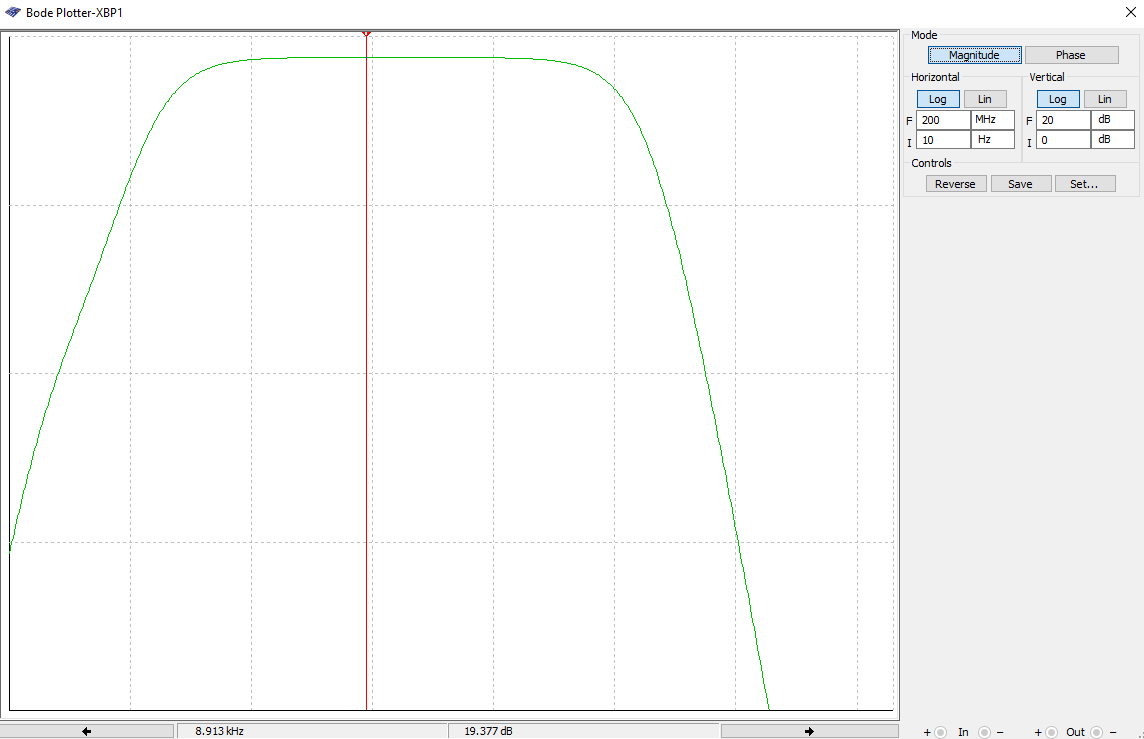 Bode Plotter-XBP1
Mode
Magnitude Phase
Horizontal Vertical
Log Lin Log Lin
F 200 MHz F 20 dB
I 10 Hz I 0 dB
Controls
Reverse Save Set...
8.913 kHz 19.377 dB
+ In - + Out -